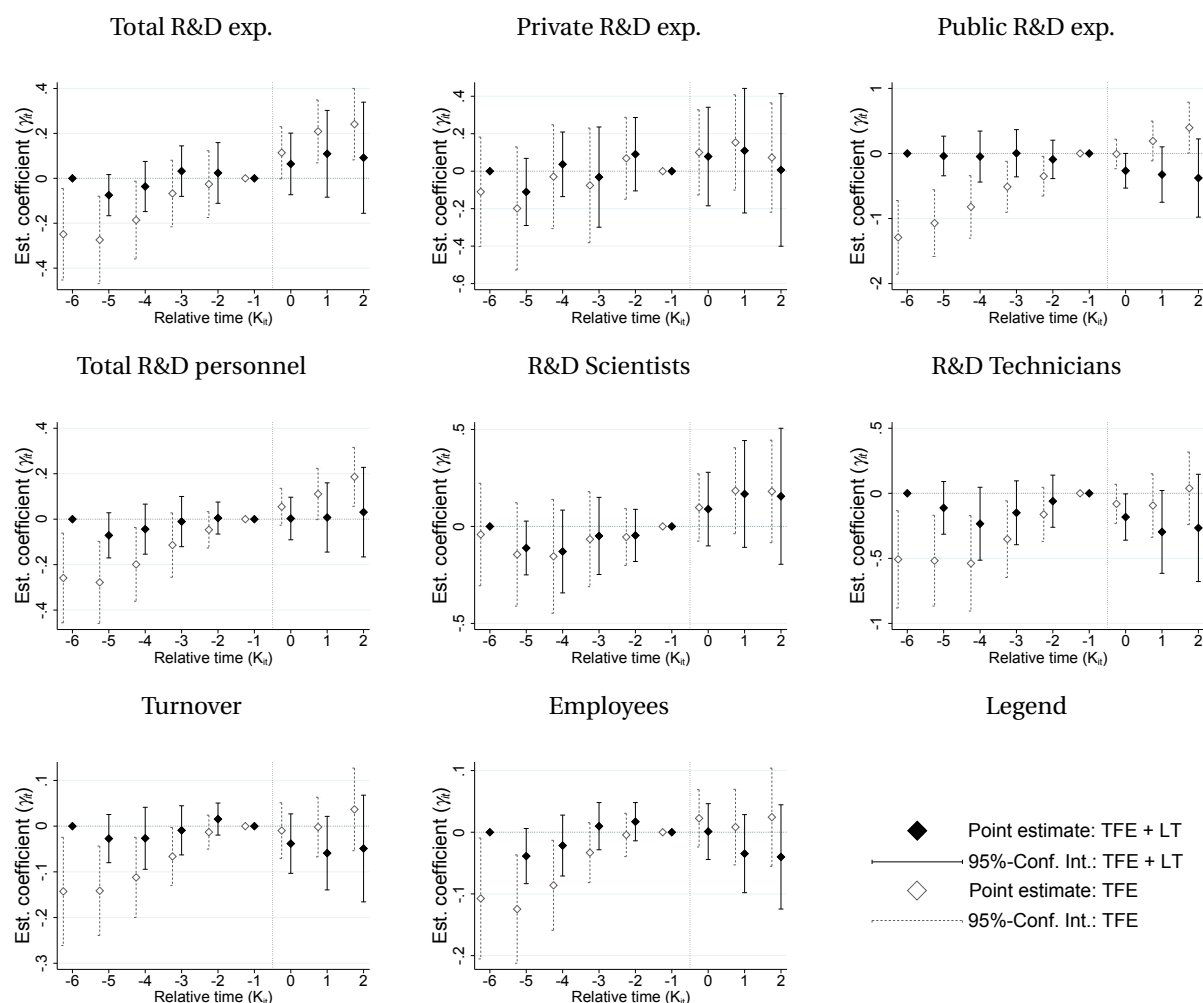 Total R&D exp.
Private R&D exp.
Public R&D exp.
Est. coefficient (γit)
.4
.2
0
-.2
-.4
-6 -5 -4 -3 -2 -1 0 1 2
Relative time (Kit)
Est. coefficient (γit)
.4
.2
0
-.2
-.4
-.6
-6 -5 -4 -3 -2 -1 0 1 2
Relative time (Kit)
Est. coefficient (γit)
1
0
-1
-2
-6 -5 -4 -3 -2 -1 0 1 2
Relative time (Kit)
Total R&D personnel
R&D Scientists
R&D Technicians
Est. coefficient (γit)
.4
.2
0
-.2
-.4
-6 -5 -4 -3 -2 -1 0 1 2
Relative time (Kit)
Est. coefficient (γit)
.5
0
-.5
-6 -5 -4 -3 -2 -1 0 1 2
Relative time (Kit)
Est. coefficient (γit)
.5
0
-.5
-1
-6 -5 -4 -3 -2 -1 0 1 2
Relative time (Kit)
Turnover
Employees
Legend
Est. coefficient (γit)
.1
0
-.1
-.2
-.3
-6 -5 -4 -3 -2 -1 0 1 2
Relative time (Kit)
Est. coefficient (γit)
.1
0
-.1
-.2
-6 -5 -4 -3 -2 -1 0 1 2
Relative time (Kit)
Point estimate: TFE + LT
95%-Conf. Int.: TFE + LT
Point estimate: TFE
95%-Conf. Int.: TFE